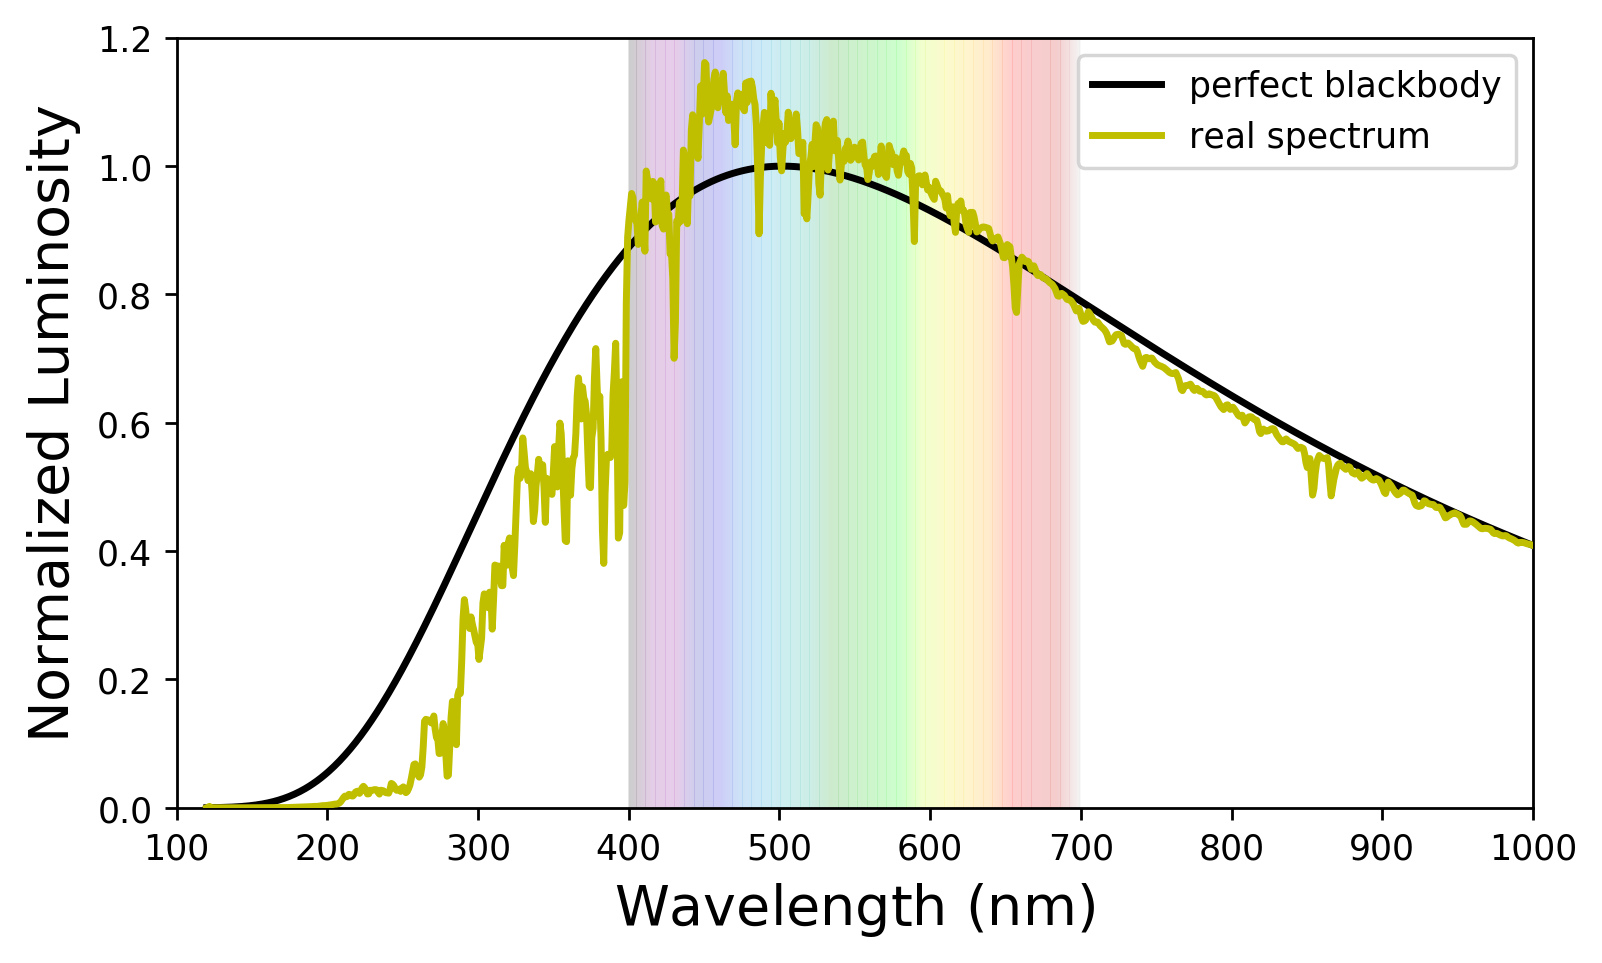 1.2
1.0
0.8
0.6
0.4
0.2
0.0
Normalized Luminosity
perfect blackbody
real spectrum
100 200 300 400 500 600 700 800 900 1000
Wavelength (nm)